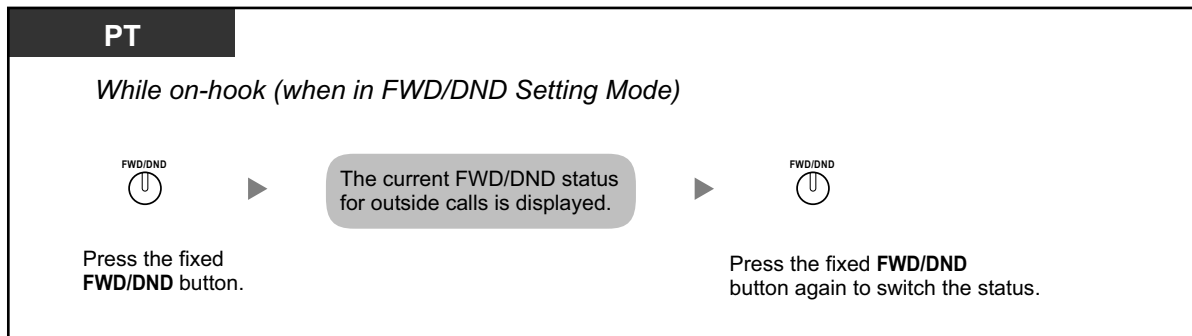 PT
While on-hook (when in FWD/DND Setting Mode)
FWD/DND
The current FWD/DND status
for outside calls is displayed.
FWD/DND
Press the fixed
FWD/DND button.
Press the fixed FWD/DND
button again to switch the status.